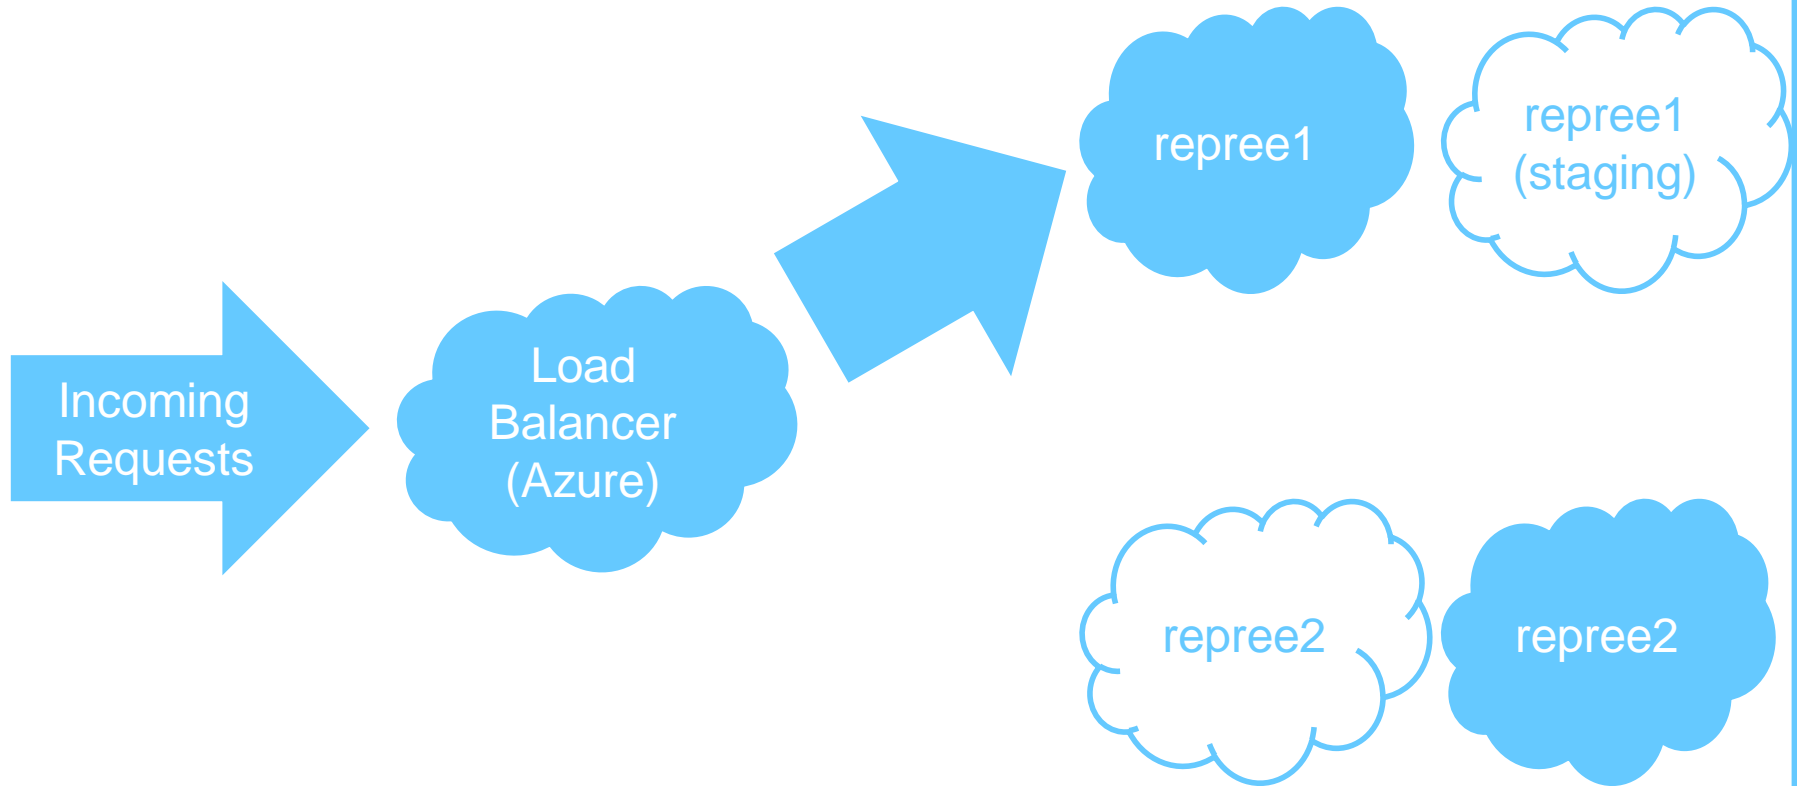 Incoming
Requests
Load
Balancer
(Azure)
repree1
repree1
(staging)
repree2
repree2